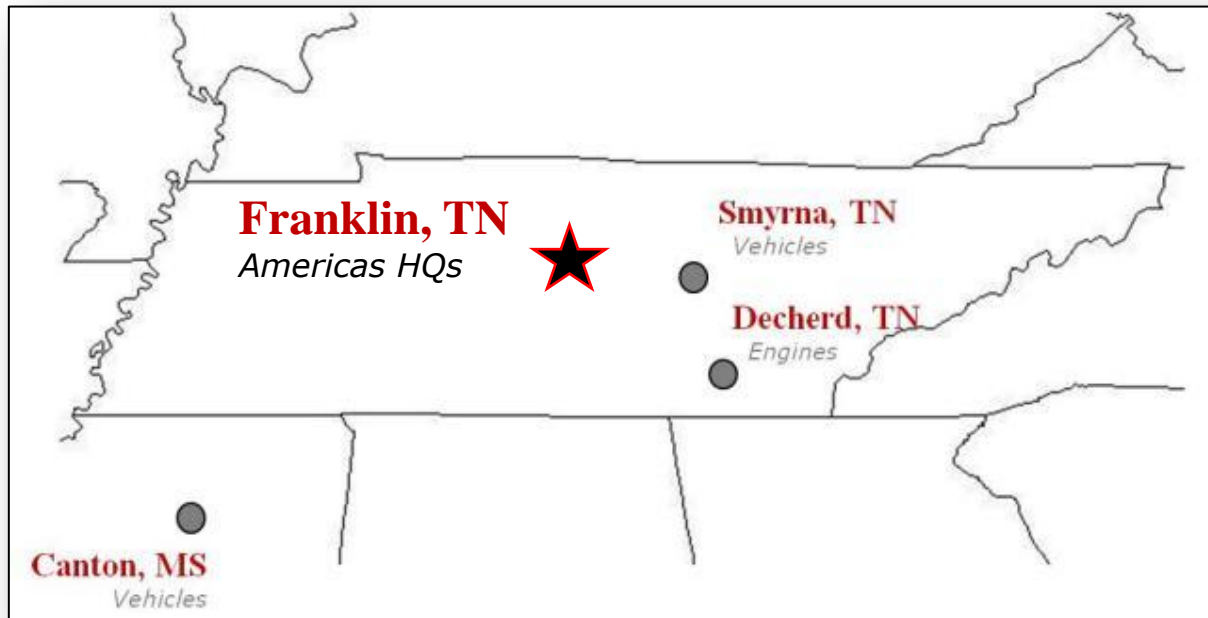 Franklin, TN
Americas HQs
Smyrna, TN
Vehicles
Decherd, TN
Engines
Canton, MS
Vehicles